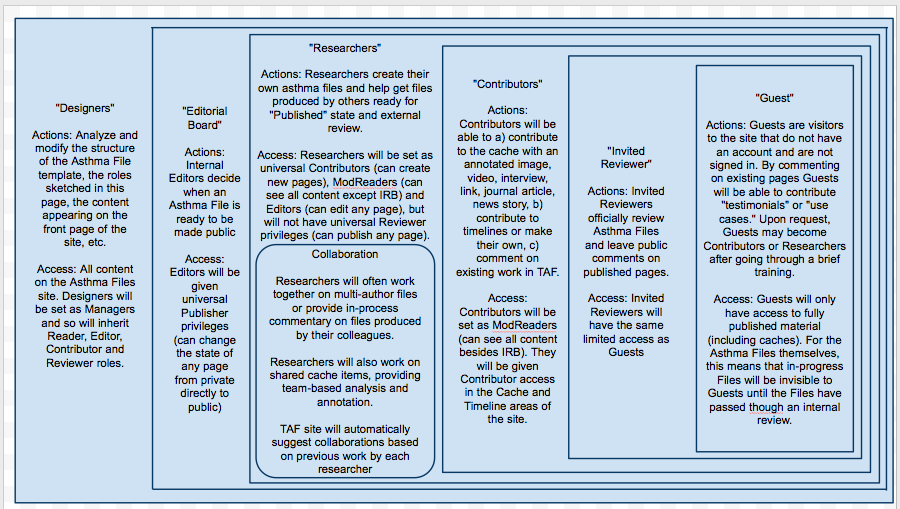 "Designers"
Actions: Analyze and
modify the structure
of the Asthma File
template, the roles
sketched in this
page, the content
appearing on the
front page of the
site, etc.
Access: All content
on the Asthma Files
site. Designers will
be set as Managers
and so will inherit
Reader, Editor,
Contributor and
Reviewer roles.
"Editorial
Board"
Actions:
Internal
Editors decide
when an
Asthma File is
ready to be
made public
Access:
Editors will be
given
universal
Publisher
privileges
(can change
the state of
any page
from private
directly to
public)
"Researchers"
Actions: Researchers create their
own asthma files and help get files
produced by others ready for
"Published" state and external
review.
Access: Researchers will be set as
universal Contributors (can create
new pages), ModReaders (can
see all content except IRB) and
Editors (can edit any page), but
will not have universal Reviewer
privileges (can publish any page).
Collaboration
Researchers will often work
together on multi-author files
or provide in-process
commentary on files produced
by their colleagues.
Researchers will also work on
shared cache items, providing
team-based analysis and
annotation.
TAF site will automatically
suggest collaborations based
on previous work by each
researcher
"Contributors"
Actions:
Contributors will be
able to a) contribute
to the cache with an
annotated image,
video, interview,
link, journal article,
news story, b)
contribute to
timelines or make
their own, c)
comment on
existing work in TAF.
Access:
Contributors will be
set as ModReaders
(can see all content
besides IRB). They
will be given
Contributor access
in the Cache and
Timeline areas of
the site.
"Invited
Reviewer"
Actions: Invited
Reviewers
officially review
Asthma Files
and leave public
comments on
published pages.
Access: Invited
Reviewers will
have the same
limited access as
Guests
"Guest"
Actions: Guests are visitors
to the site that do not have
an account and are not
signed in. By commenting
on existing pages Guests
will be able to contribute
"testimonials" or "use
cases." Upon request,
Guests may become
Contributors or Researchers
after going through a brief
training.
Access: Guests will only
have access to fully
published material
(including caches). For the
Asthma Files themselves,
this means that in-progress
Files will be invisible to
Guests until the Files have
passed though an internal
review.